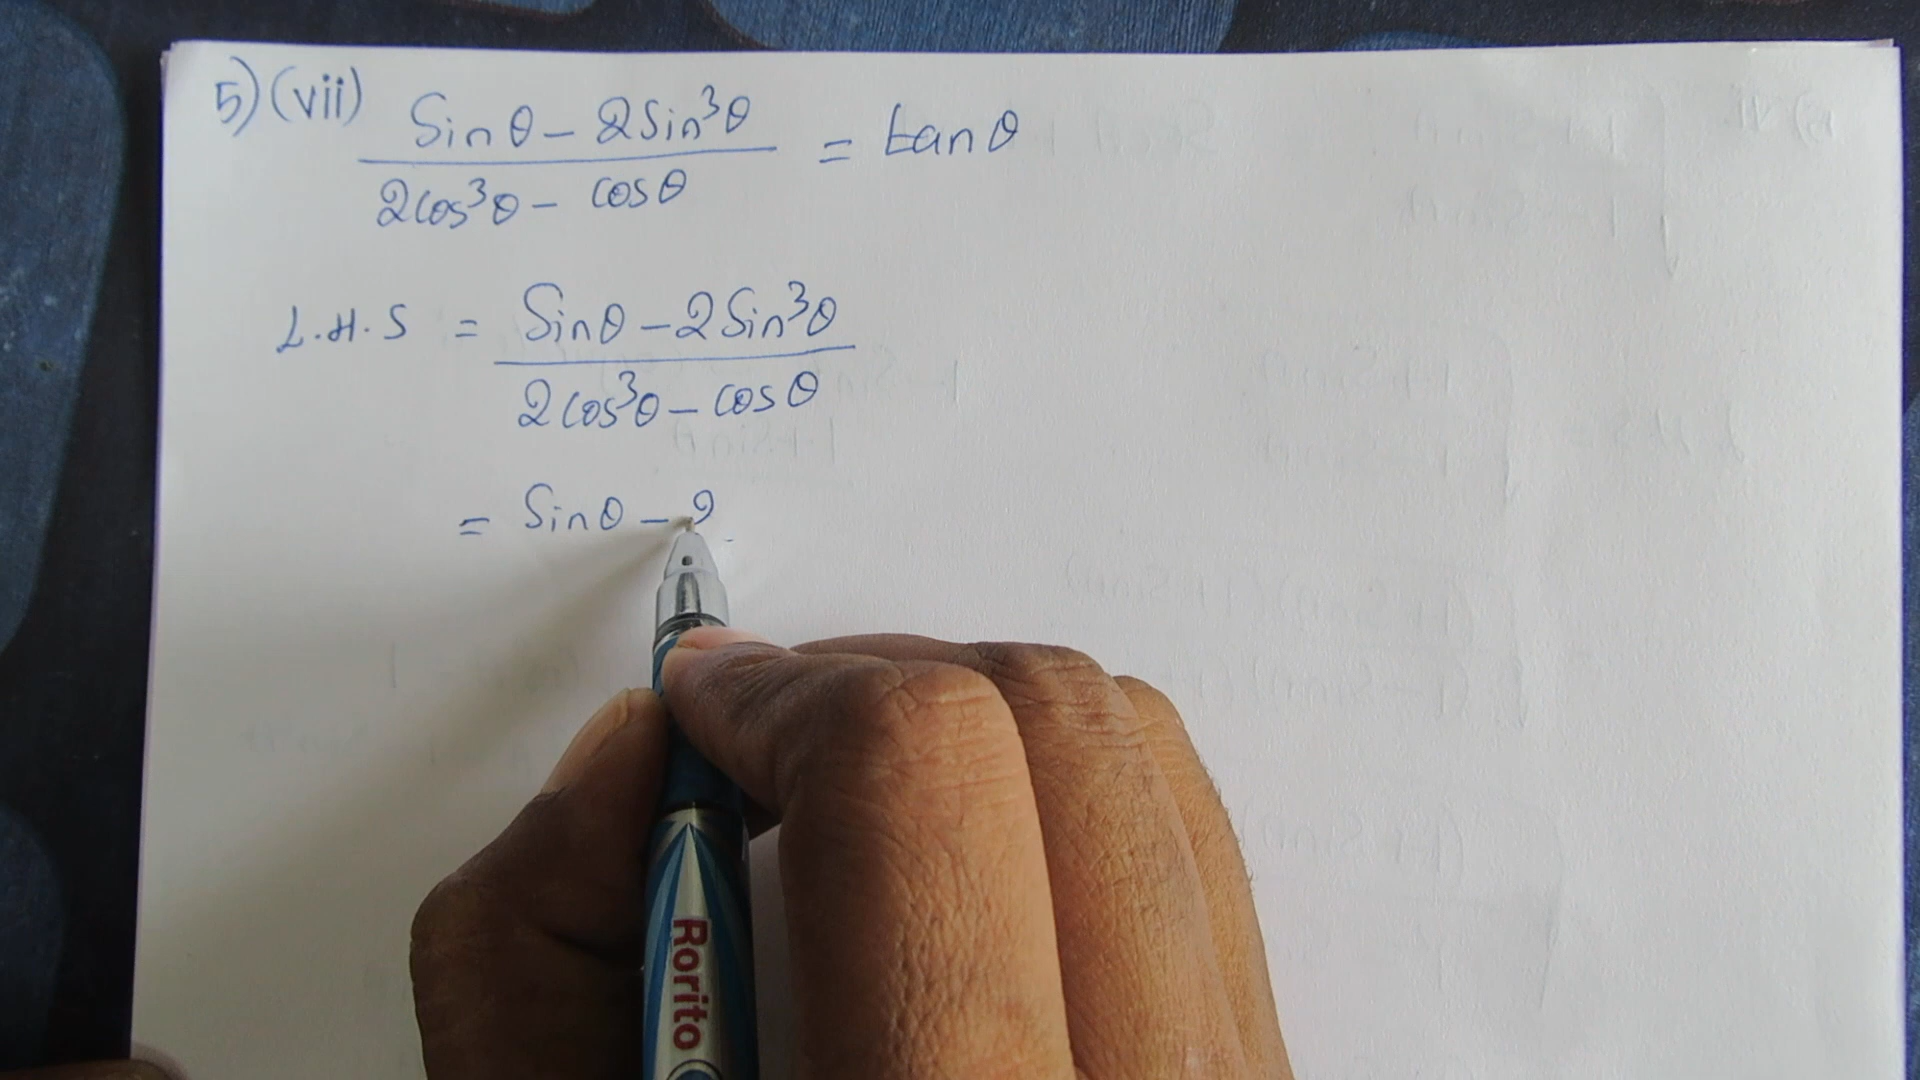 5) (vii) Sinθ - 2Sin³θ / 2cos³θ - cosθ = tanθ
L.H.S = Sinθ - 2Sin³θ / 2cos³θ - cosθ
= Sinθ - 2
Rorito